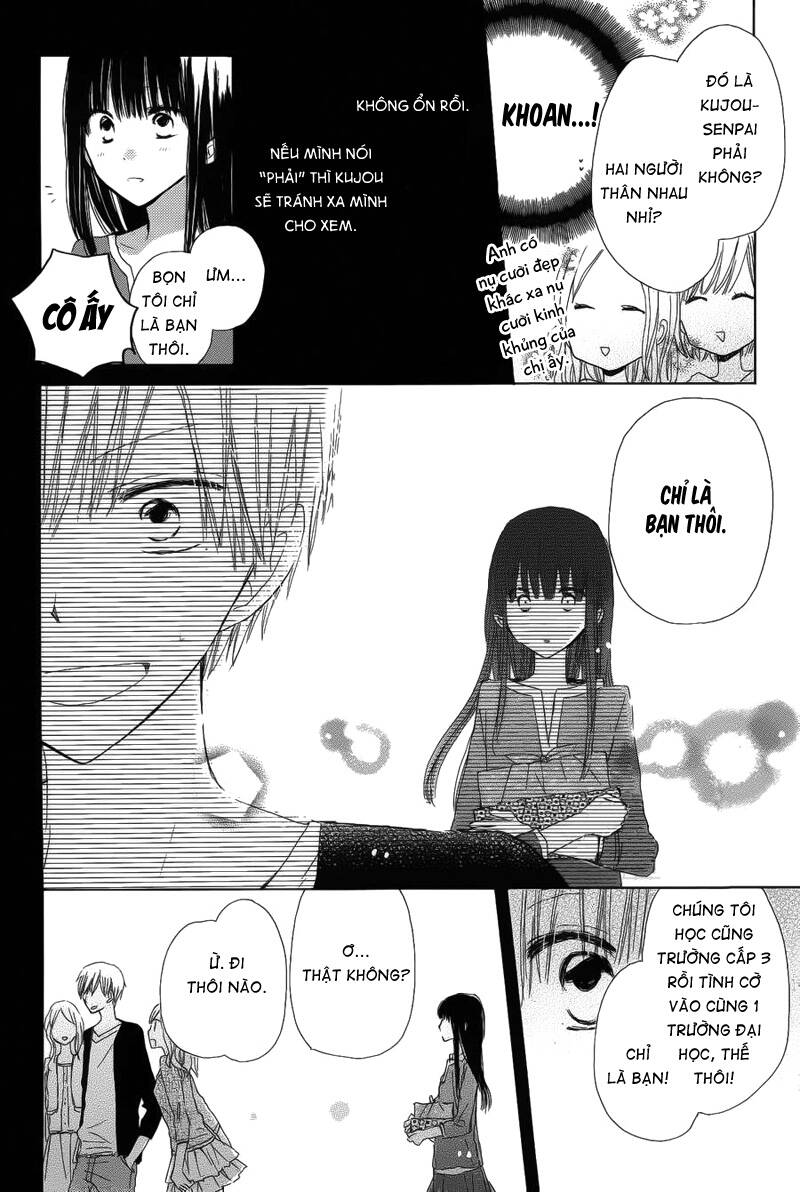 ĐÓ LÀ
KUJOU-
SENPAI
PHẢI
KHÔNG?
HAI NGƯỜI
THÂN NHAU
NHỈ?
KHOAN...!
Anh có
nụ cười đẹp
khác xa nụ
cười kinh
khủng của
chị ấy.
KHÔNG ỔN RỒI.
NẾU MÌNH NÓI
“PHẢI” THÌ KUJOU
SẼ TRÁNH XA MÌNH
CHO XEM.
ƯM...
BỌN
TÔI CHỈ
LÀ BẠN
THÔI.
CÔ ẤY
CHỈ LÀ
BẠN THÔI.
CHÚNG TÔI
HỌC CŨNG
TRƯỜNG CẤP 3
RỒI TÌNH CỜ
VÀO CÙNG 1
TRƯỜNG ĐẠI
HỌC, THẾ
THÔI!
CHỈ
LÀ BẠN!
Ơ...
THẬT KHÔNG?
Ừ. ĐI
THÔI NÀO.